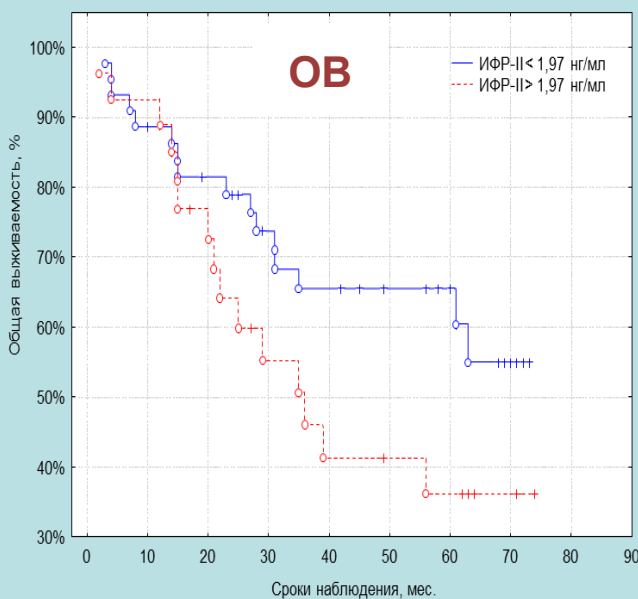 ОВ
ИФР-II< 1,97 нг/мл
ИФР-II> 1,97 нг/мл
Общая выживаемость, %
100%
90%
80%
70%
60%
50%
40%
30%
0 10 20 30 40 50 60 70 80 90
Сроки наблюдения, мес.